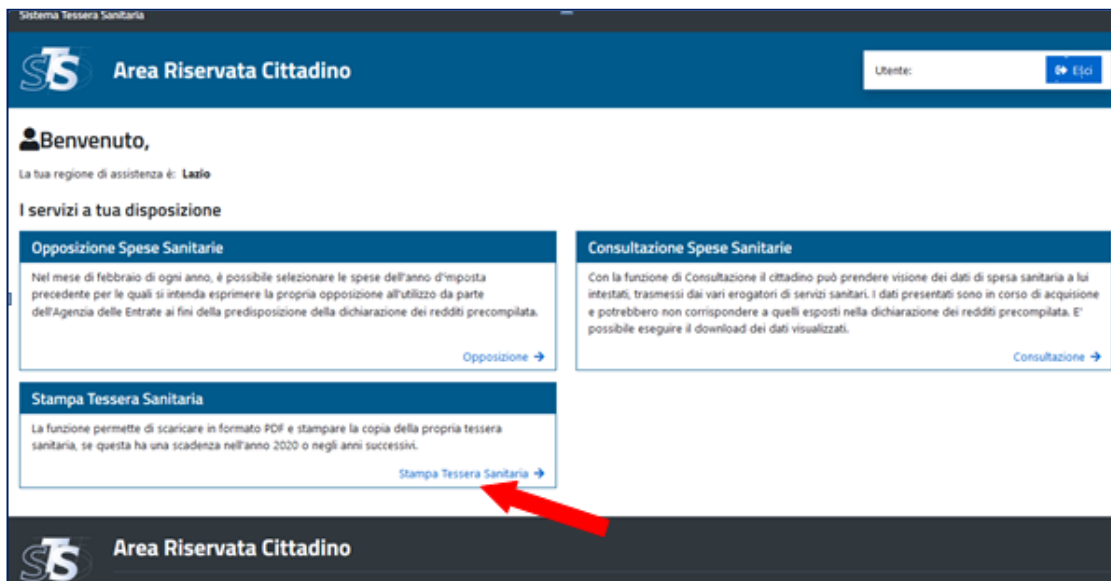 Sistema Tessera Sanitaria
STS
Area Riservata Cittadino
Utente:
Esci
Benvenuto,
La tua regione di assistenza è: Lazio
I servizi a tua disposizione
Opposizione Spese Sanitarie
Nel mese di febbraio di ogni anno, è possibile selezionare le spese dell'anno d'imposta
precedente per le quali si intenda esprimere la propria opposizione all'utilizzo da parte
dell'Agenzia delle Entrate ai fini della predisposizione della dichiarazione dei redditi precompilata.
Opposizione →
Consultazione Spese Sanitarie
Con la funzione di Consultazione il cittadino può prendere visione dei dati di spesa sanitaria a lui
intestati, trasmessi dai vari erogatori di servizi sanitari. I dati presentati sono in corso di acquisione
e potrebbero non corrispondere a quelli esposti nella dichiarazione dei redditi precompilata. E'
possibile eseguire il download dei dati visualizzati.
Consultazione →
Stampa Tessera Sanitaria
La funzione permette di scaricare in formato PDF e stampare la copia della propria tessera
sanitaria, se questa ha una scadenza nell'anno 2020 o negli anni successivi.
Stampa Tessera Sanitaria →
STS
Area Riservata Cittadino